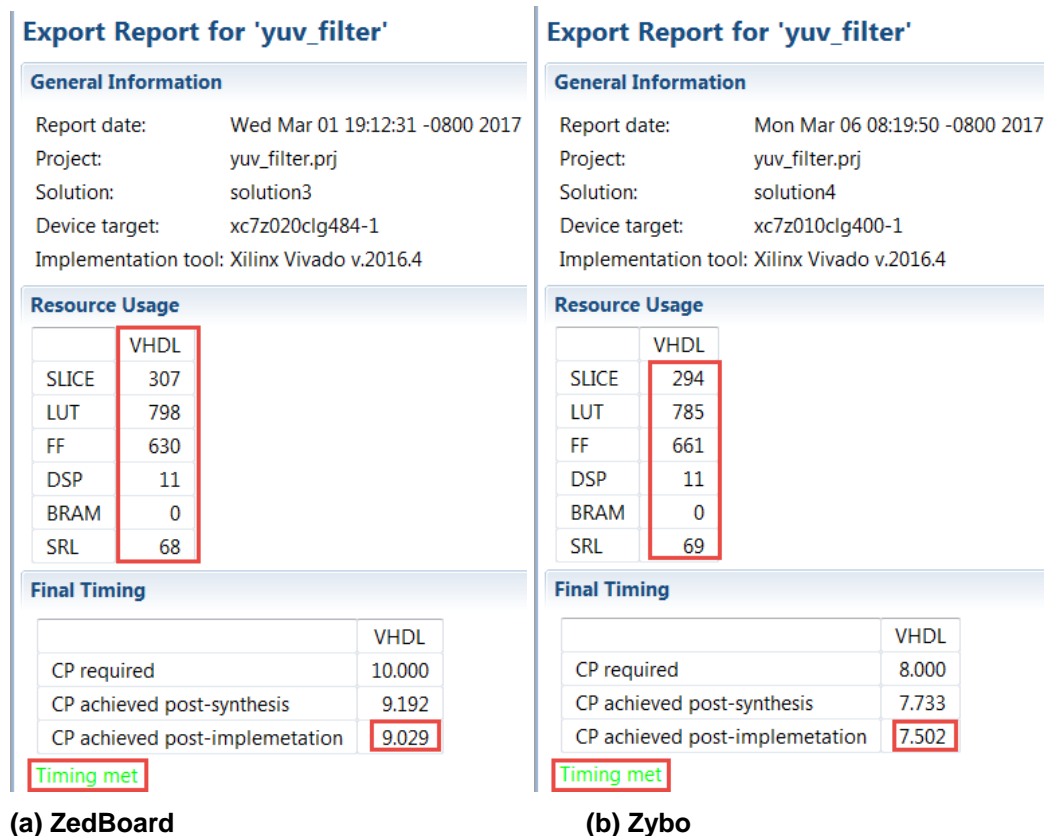 Export Report for 'yuv_filter'
General Information
Report date: Wed Mar 01 19:12:31 -0800 2017
Project: yuv_filter.prj
Solution: solution3
Device target: xc7z020clg484-1
Implementation tool: Xilinx Vivado v.2016.4
Resource Usage
VHDL
SLICE 307
LUT 798
FF 630
DSP 11
BRAM 0
SRL 68
Final Timing
VHDL
CP required 10.000
CP achieved post-synthesis 9.192
CP achieved post-implemetation 9.029
Timing met
(a) ZedBoard
Export Report for 'yuv_filter'
General Information
Report date: Mon Mar 06 08:19:50 -0800 2017
Project: yuv_filter.prj
Solution: solution4
Device target: xc7z010clg400-1
Implementation tool: Xilinx Vivado v.2016.4
Resource Usage
VHDL
SLICE 294
LUT 785
FF 661
DSP 11
BRAM 0
SRL 69
Final Timing
VHDL
CP required 8.000
CP achieved post-synthesis 7.733
CP achieved post-implemetation 7.502
Timing met
(b) Zybo